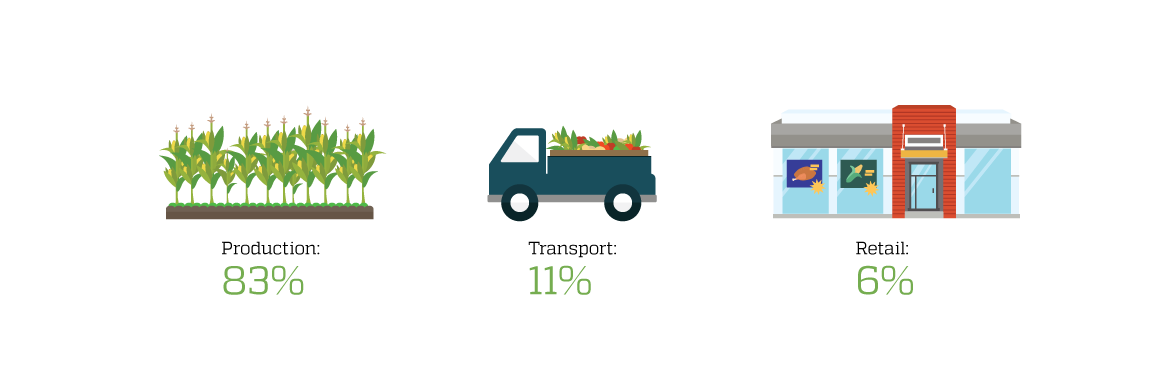 Production:
83%
Transport:
11%
Retail:
6%